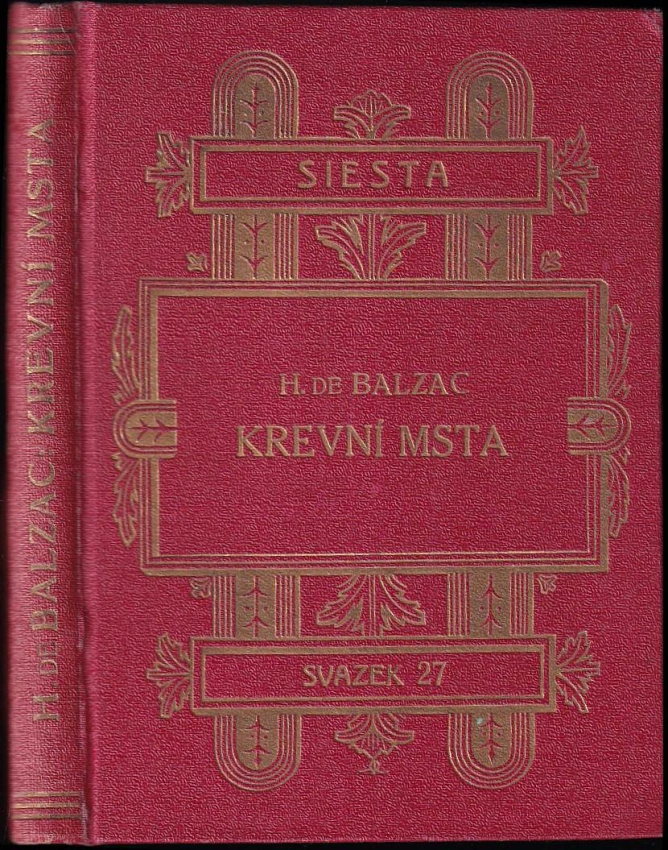 SIESTA
H. DE BALZAC
KREVNÍ MSTA
SVAZEK 27
H. DE BALZAC: KREVNÍ MSTA